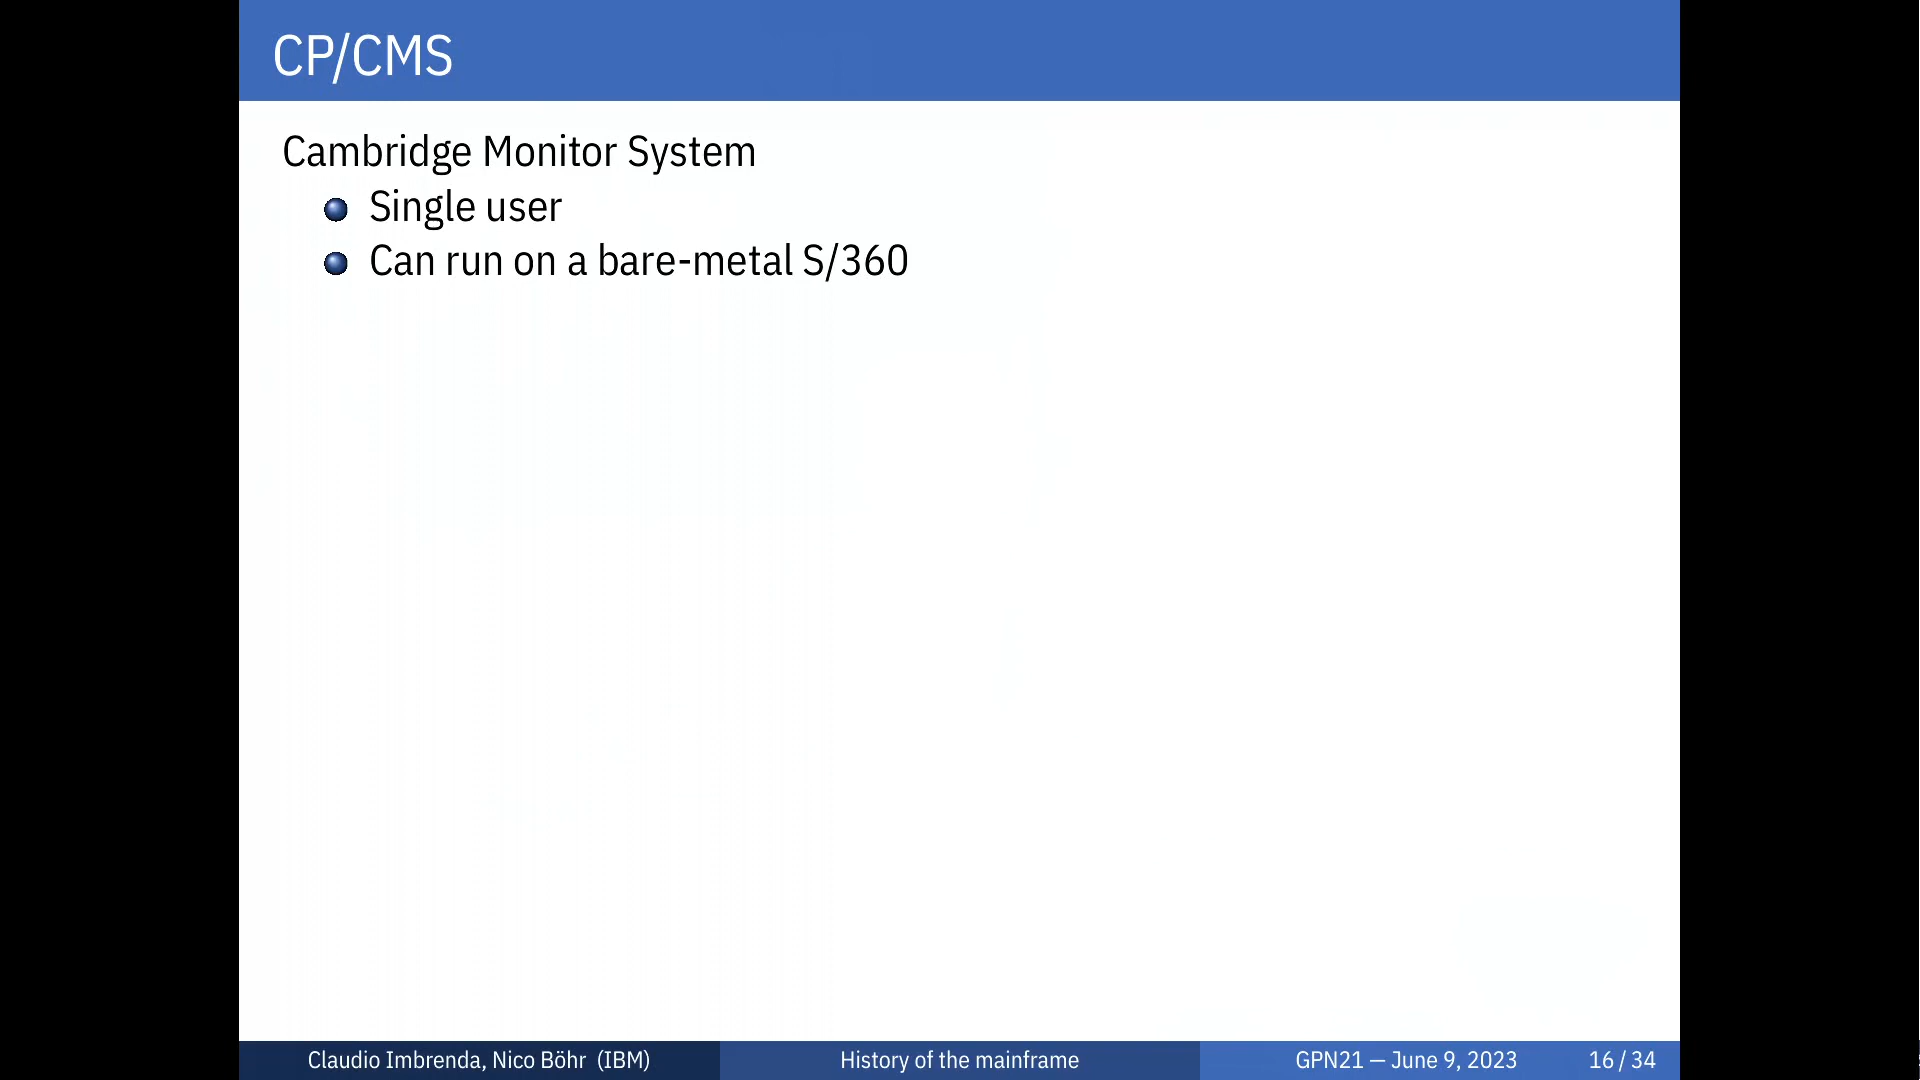 CP/CMS
Cambridge Monitor System
Single user
Can run on a bare-metal S/360
Claudio Imbrenda, Nico Böhr (IBM)
History of the mainframe
GPN21 — June 9, 2023
16 / 34